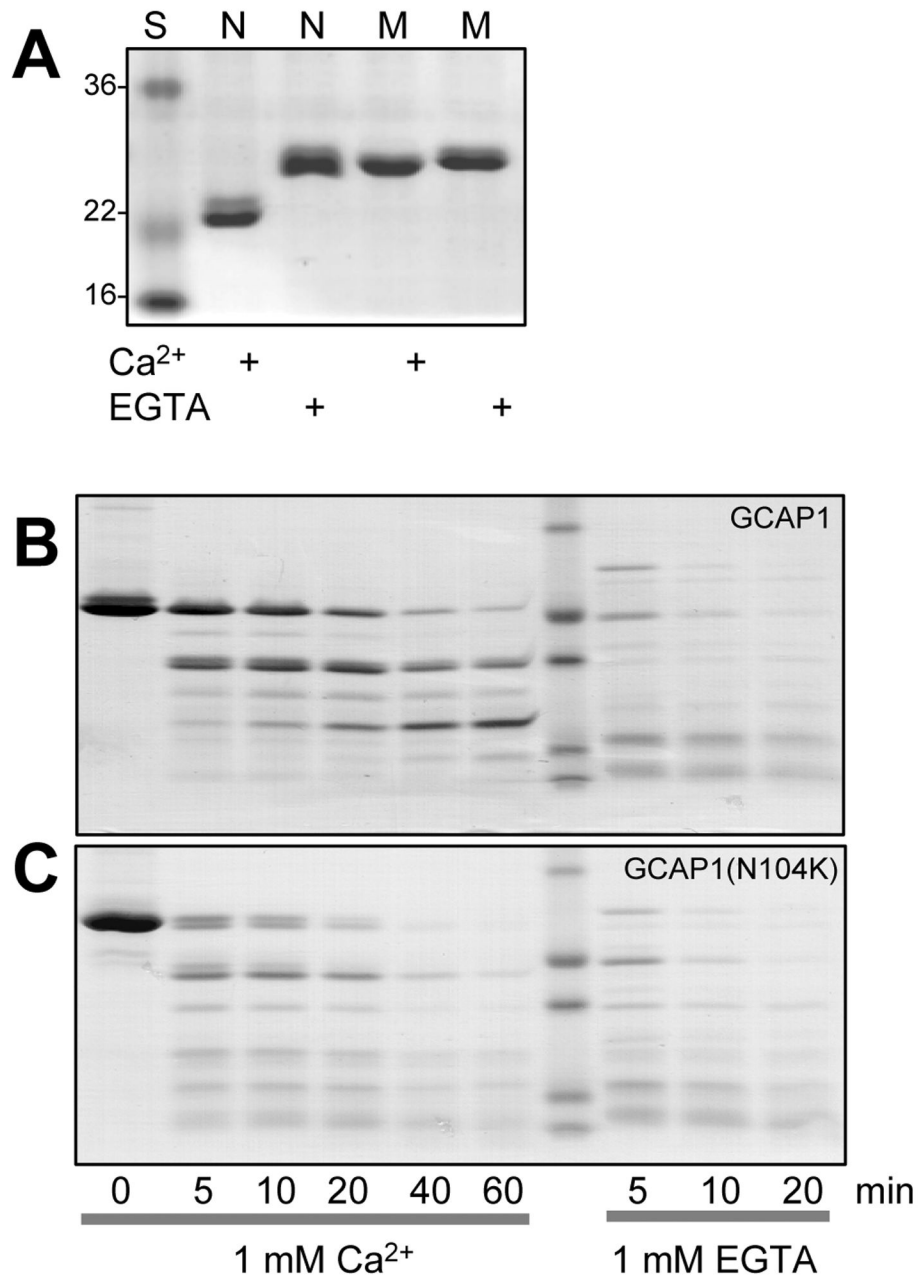 S N N M M
A
36-
22-
16-
Ca²⁺ + +
EGTA + +
B
GCAP1
C
GCAP1(N104K)
0 5 10 20 40 60 5 10 20 min
1 mM Ca²⁺ 1 mM EGTA